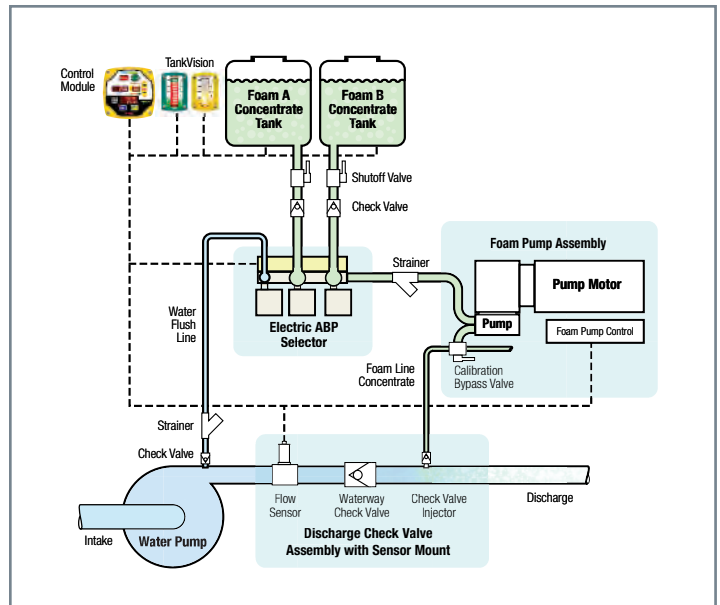 TankVision
Control
Module
Foam A
Concentrate
Tank
Foam B
Concentrate
Tank
Shutoff Valve
Check Valve
Strainer
Foam Pump Assembly
Pump Motor
Pump
Foam Pump Control
Electric ABP
Selector
Water
Flush
Line
Foam Line
Concentrate
Calibration
Bypass Valve
Strainer
Check Valve
Flow
Sensor
Waterway
Check Valve
Check Valve
Injector
Discharge
Intake
Water Pump
Discharge Check Valve
Assembly with Sensor Mount